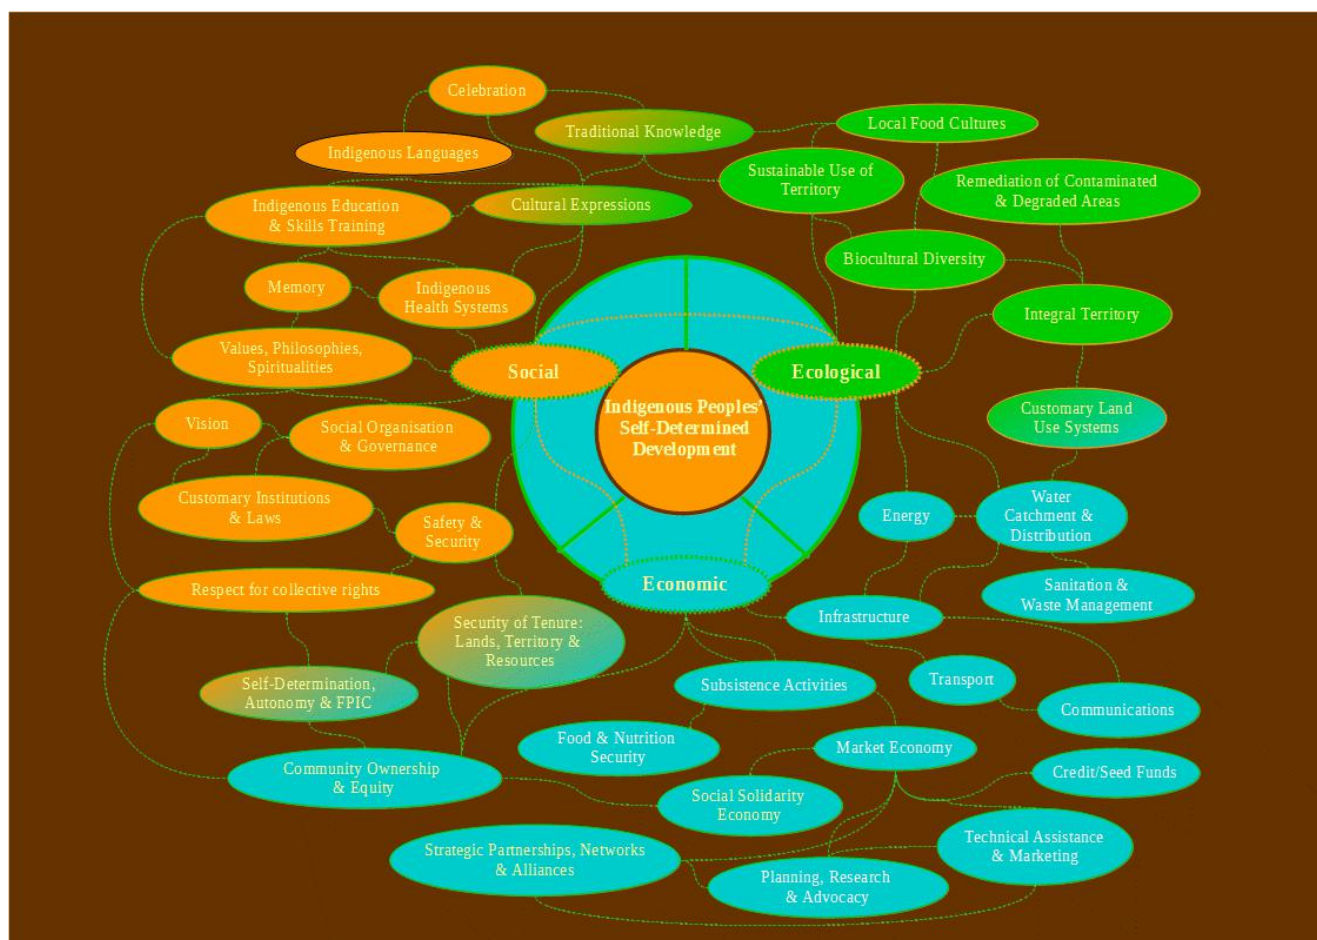 Celebration
Traditional Knowledge
Local Food Cultures
Indigenous Languages
Sustainable Use of
Territory
Remediation of Contaminated
& Degraded Areas
Indigenous Education
& Skills Training
Cultural Expressions
Biocultural Diversity
Memory
Indigenous
Health Systems
Integral Territory
Values, Philosophies,
Spiritualities
Social
Ecological
Indigenous Peoples'
Self-Determined
Development
Vision
Social Organisation
& Governance
Customary Land
Use Systems
Customary Institutions
& Laws
Safety &
Security
Energy
Water
Catchment &
Distribution
Economic
Respect for collective rights
Sanitation &
Waste Management
Infrastructure
Security of Tenure:
Lands, Territory &
Resources
Self-Determination,
Autonomy & FPIC
Subsistence Activities
Transport
Communications
Food & Nutrition
Security
Market Economy
Community Ownership
& Equity
Credit/Seed Funds
Social Solidarity
Economy
Strategic Partnerships, Networks
& Alliances
Technical Assistance
& Marketing
Planning, Research
& Advocacy